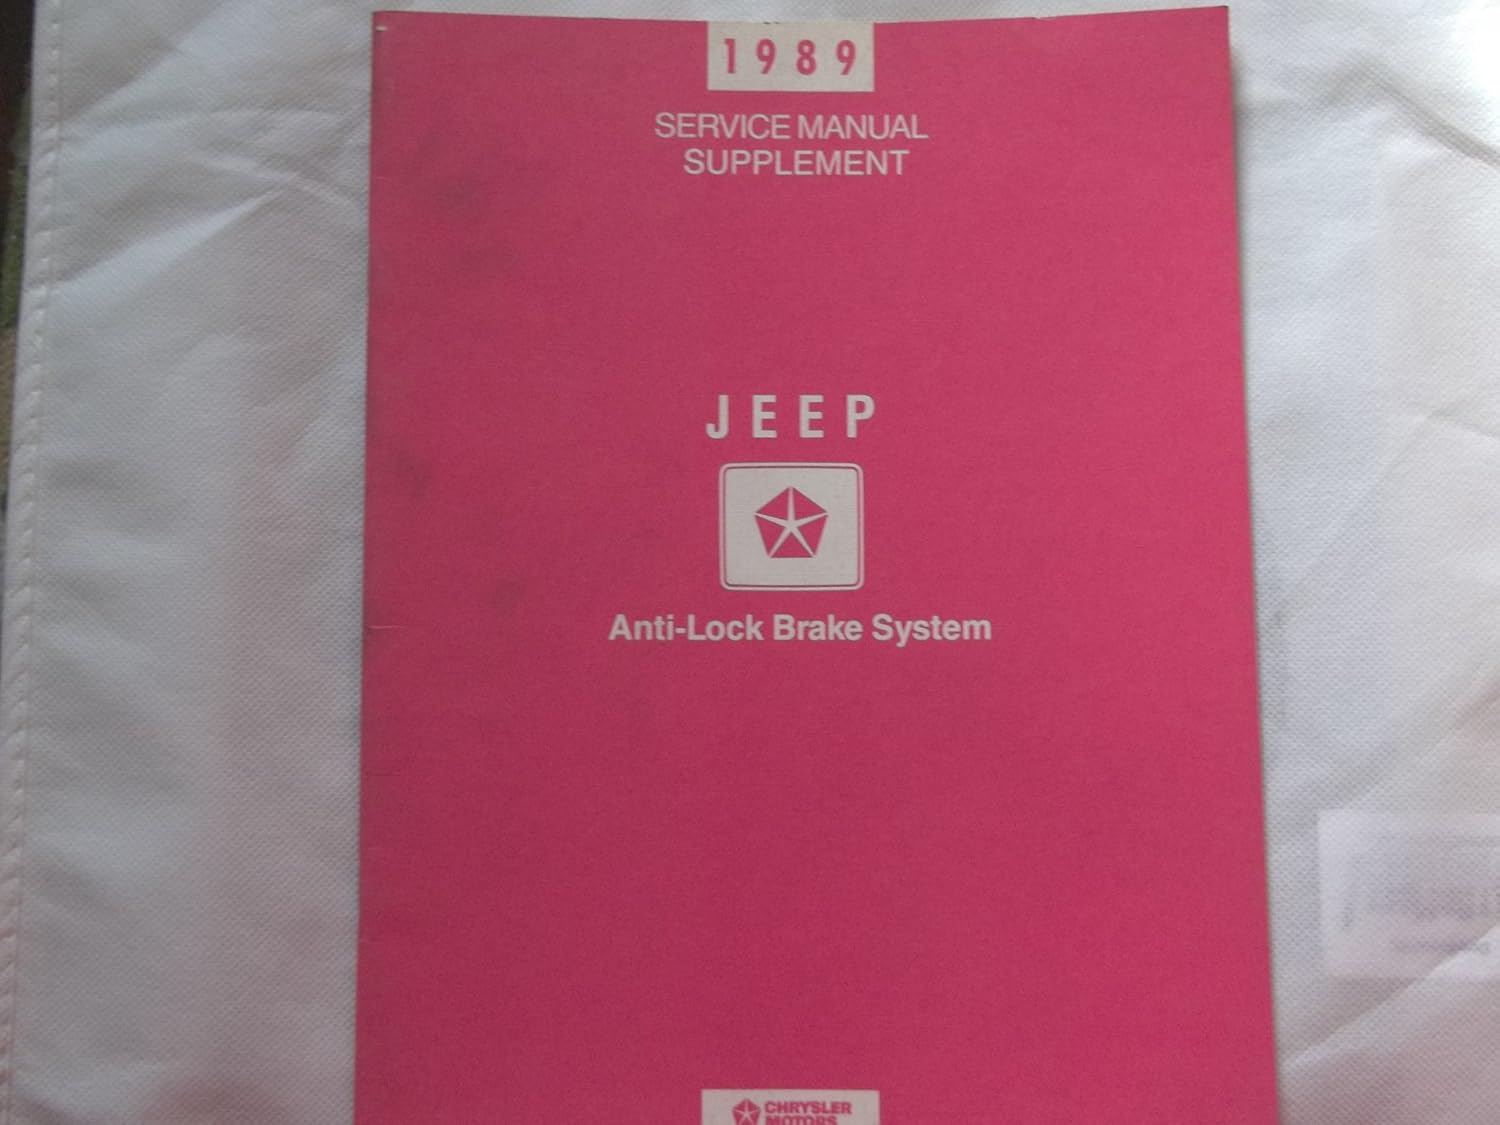 1989
SERVICE MANUAL
SUPPLEMENT
JEEP
Anti-Lock Brake System
CHRYSLER
MOTORS